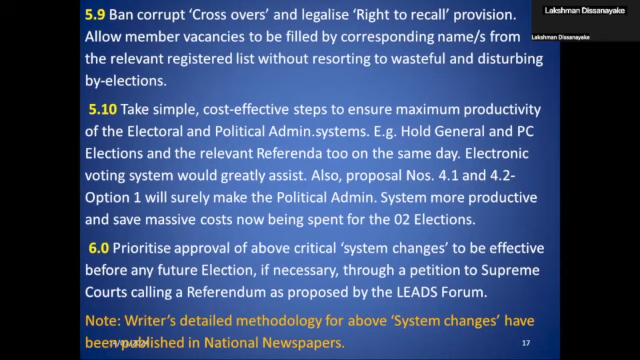 Lakshman Dissanayake
Lakshman Dissanayake
5.9 Ban corrupt ‘Cross overs’ and legalise ‘Right to recall’ provision.
Allow member vacancies to be filled by corresponding name/s from
the relevant registered list without resorting to wasteful and disturbing
by-elections.
5.10 Take simple, cost-effective steps to ensure maximum productivity
of the Electoral and Political Admin.systems. E.g. Hold General and PC
Elections and the relevant Referenda too on the same day. Electronic
voting system would greatly assist. Also, proposal Nos. 4.1 and 4.2-
Option 1 will surely make the Political Admin. System more productive
and save massive costs now being spent for the 02 Elections.
6.0 Prioritise approval of above critical ‘system changes’ to be effective
before any future Election, if necessary, through a petition to Supreme
Courts calling a Referendum as proposed by the LEADS Forum.
Note: Writer’s detailed methodology for above ‘System changes’ have
been published in National Newspapers.
17